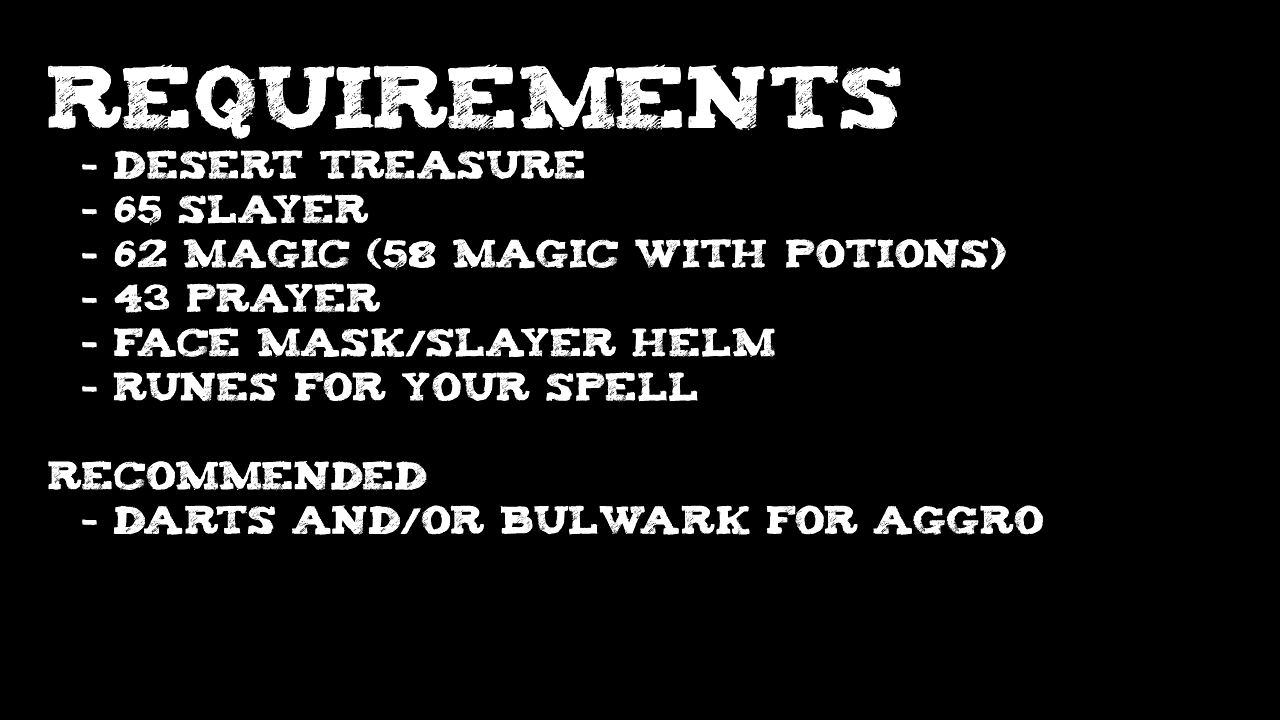 REQUIREMENTS
- DESERT TREASURE
- 65 SLAYER
- 62 MAGIC (58 MAGIC WITH POTIONS)
- 43 PRAYER
- FACE MASK/SLAYER HELM
- RUNES FOR YOUR SPELL
RECOMMENDED
- DARTS AND/OR BULWARK FOR AGGRO